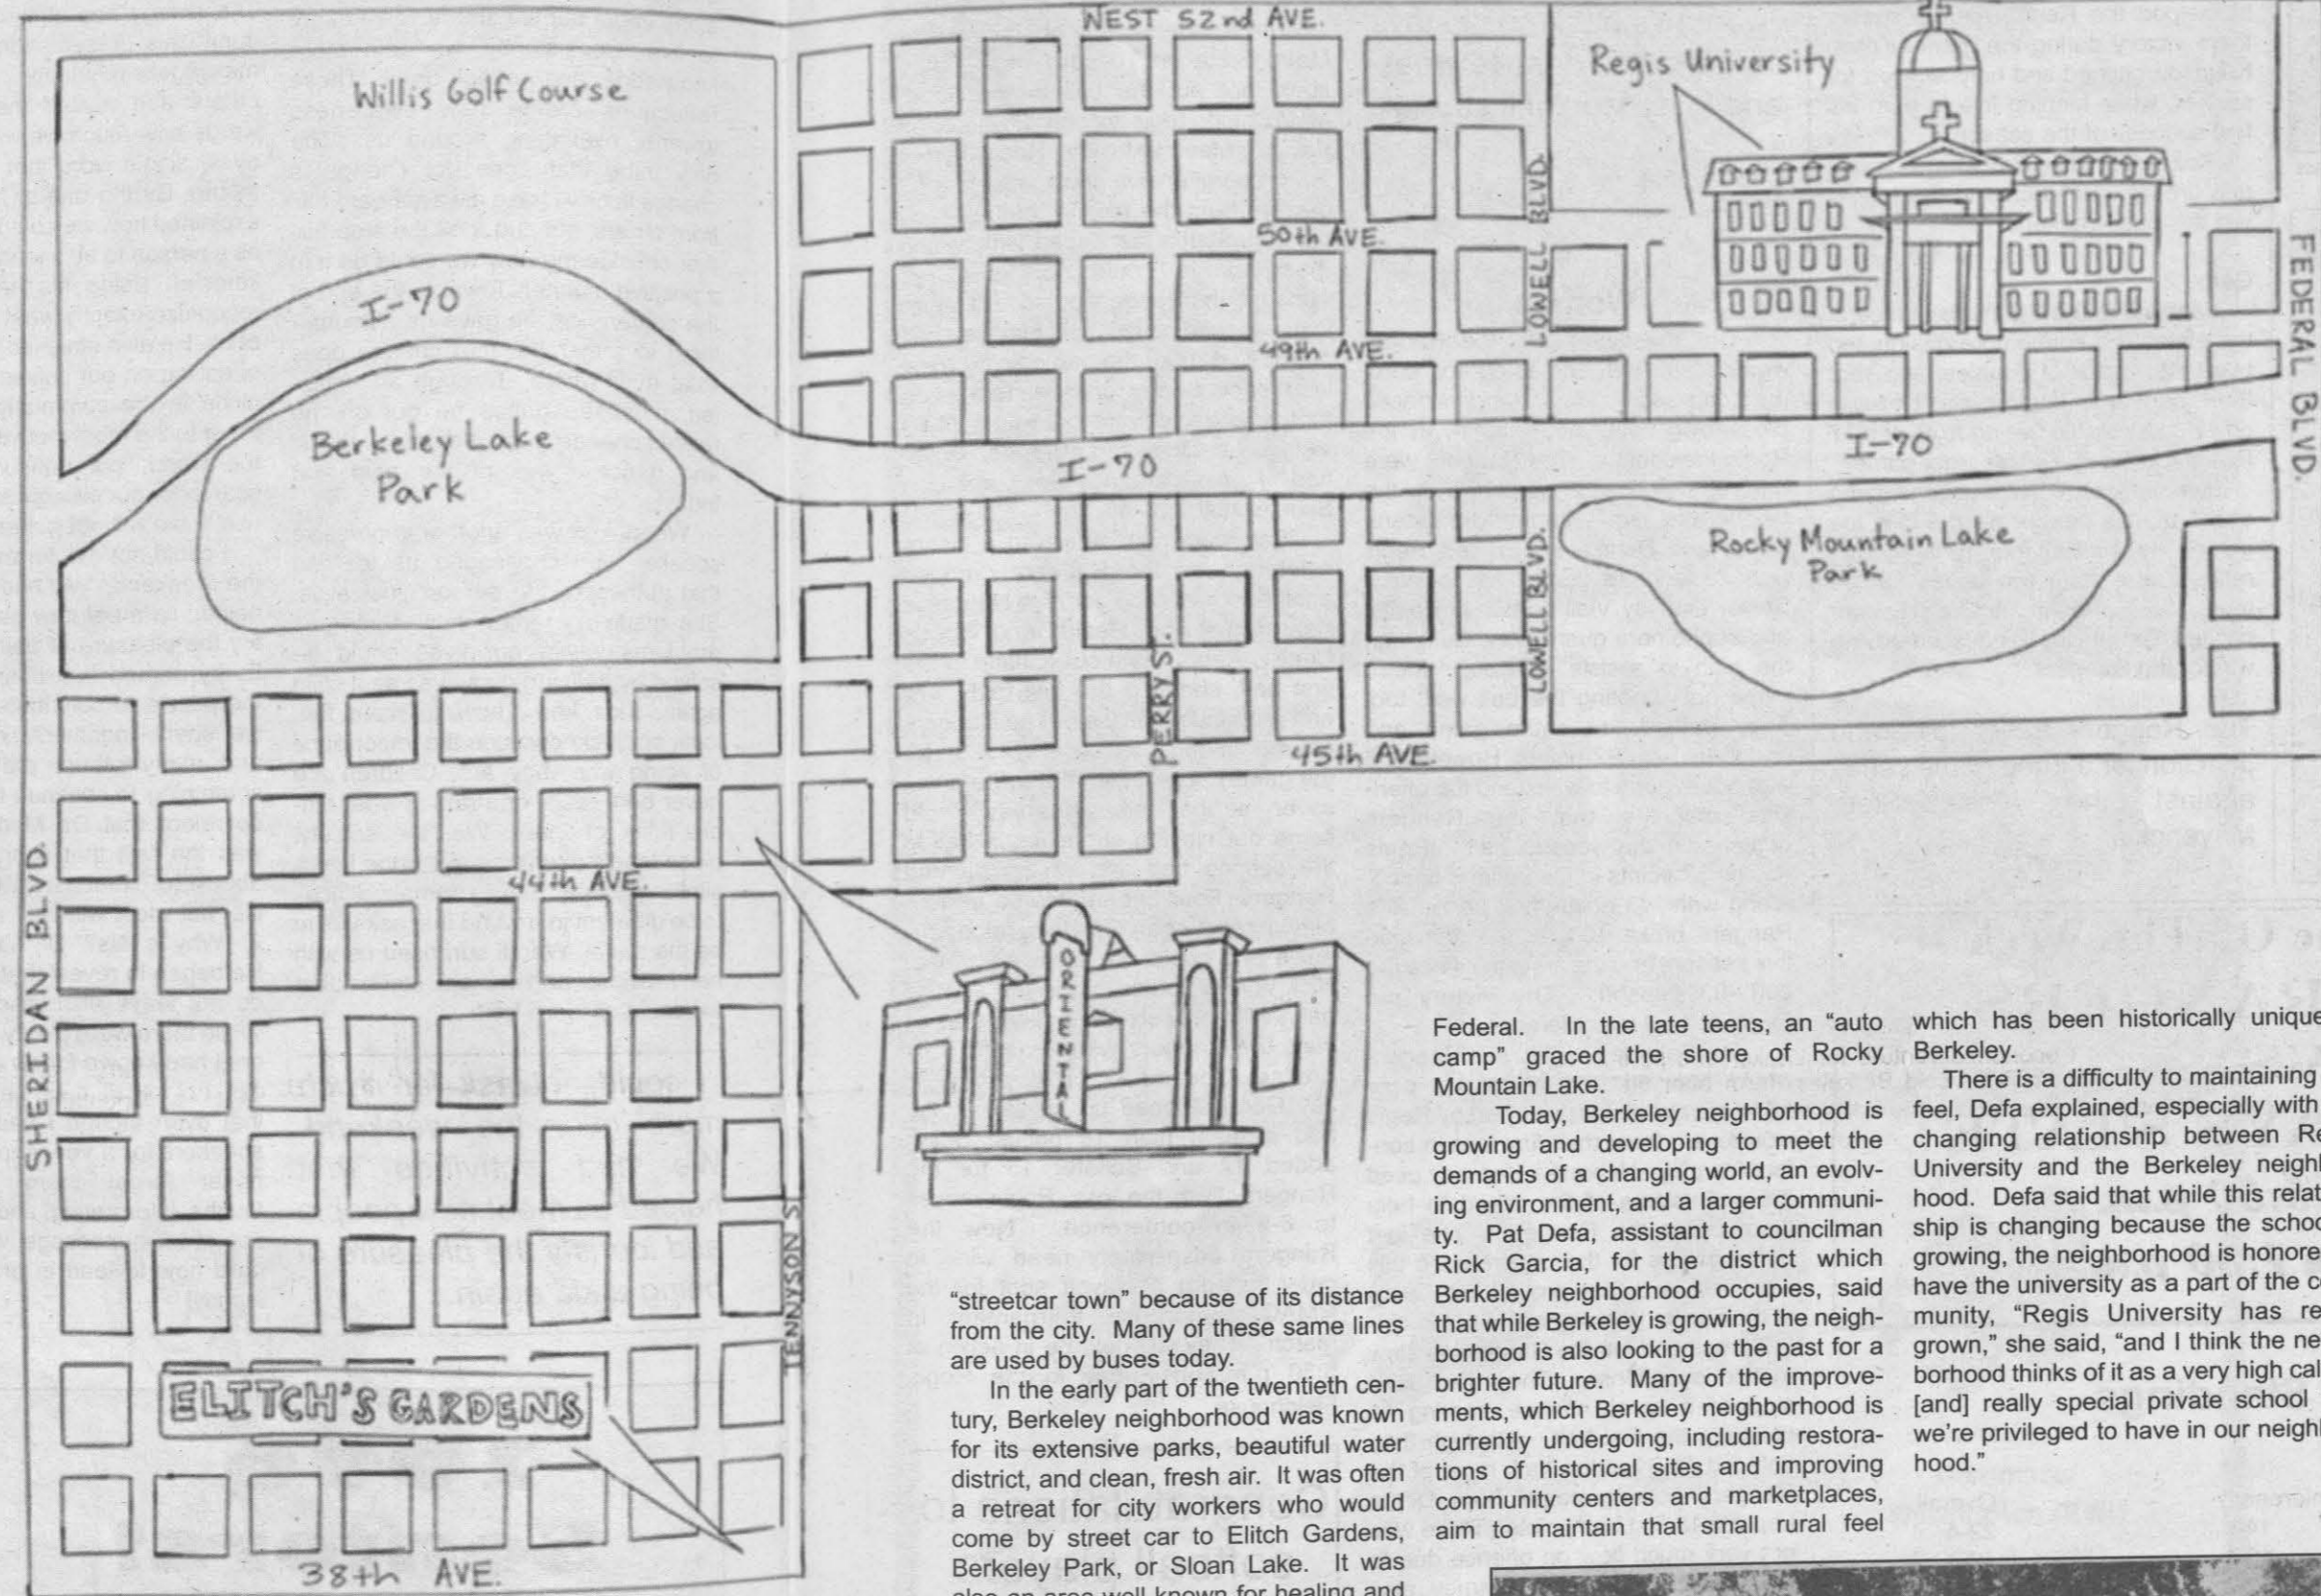 WEST 52nd AVE.
Willis Golf Course
Regis University
LOWELL BLVD.
50th AVE.
FEDERAL BLVD.
I-70
49th AVE.
Berkeley Lake
Park
I-70
I-70
Rocky Mountain Lake
Park
LOWELL BLVD.
PERRY ST.
45th AVE.
SHERIDAN BLVD.
44th AVE.
ORIENTAL
TENNYSON ST
ELITCH'S GARDENS
38th AVE.
"streetcar town" because of its distance
from the city. Many of these same lines
are used by buses today.
In the early part of the twentieth cen-
tury, Berkeley neighborhood was known
for its extensive parks, beautiful water
district, and clean, fresh air. It was often
a retreat for city workers who would
come by street car to Elitch Gardens,
Berkeley Park, or Sloan Lake. It was
also an area well known for healing and
Federal. In the late teens, an "auto
camp" graced the shore of Rocky
Mountain Lake.
Today, Berkeley neighborhood is
growing and developing to meet the
demands of a changing world, an evolv-
ing environment, and a larger communi-
ty. Pat Defa, assistant to councilman
Rick Garcia, for the district which
Berkeley neighborhood occupies, said
that while Berkeley is growing, the neigh-
borhood is also looking to the past for a
brighter future. Many of the improve-
ments, which Berkeley neighborhood is
currently undergoing, including restora-
tions of historical sites and improving
community centers and marketplaces,
aim to maintain that small rural feel
which has been historically unique
Berkeley.
There is a difficulty to maintaining
feel, Defa explained, especially with
changing relationship between Re
University and the Berkeley neighb
hood. Defa said that while this relat
ship is changing because the schoo
growing, the neighborhood is honore
have the university as a part of the c
munity, "Regis University has re
grown," she said, "and I think the ne
borhood thinks of it as a very high cal
[and] really special private school
we're privileged to have in our neighb
hood."